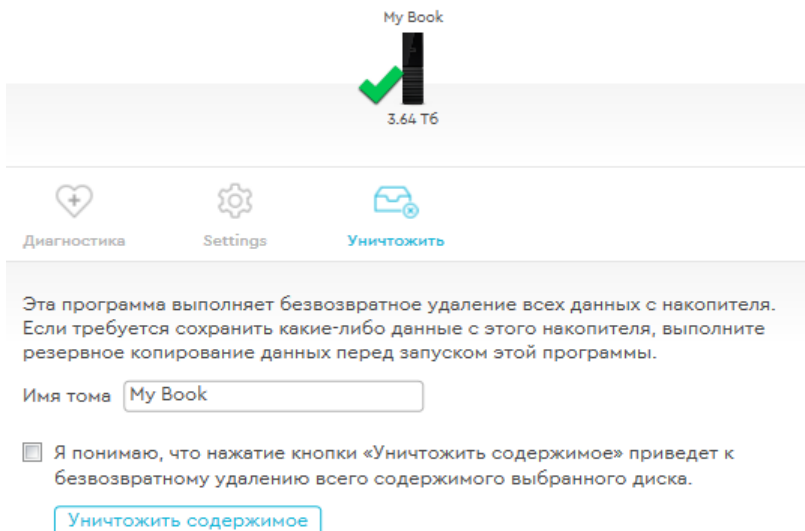 My Book
3.64 Тб
Диагностика
Settings
Уничтожить
Эта программа выполняет безвозвратное удаление всех данных с накопителя.
Если требуется сохранить какие-либо данные с этого накопителя, выполните
резервное копирование данных перед запуском этой программы.
Имя тома My Book
Я понимаю, что нажатие кнопки «Уничтожить содержимое» приведет к
безвозвратному удалению всего содержимого выбранного диска.
Уничтожить содержимое